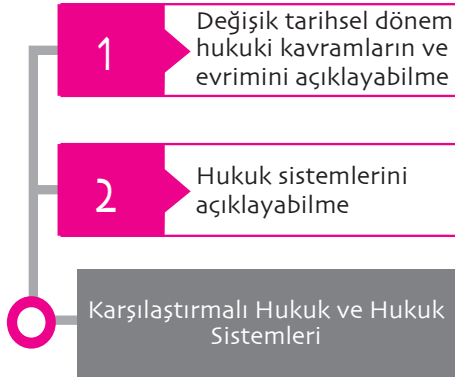 1
Değişik tarihsel dönem
hukuki kavramların ve
evrimini açıklayabilme
2
Hukuk sistemlerini
açıklayabilme
Karşılaştırmalı Hukuk ve Hukuk
Sistemleri